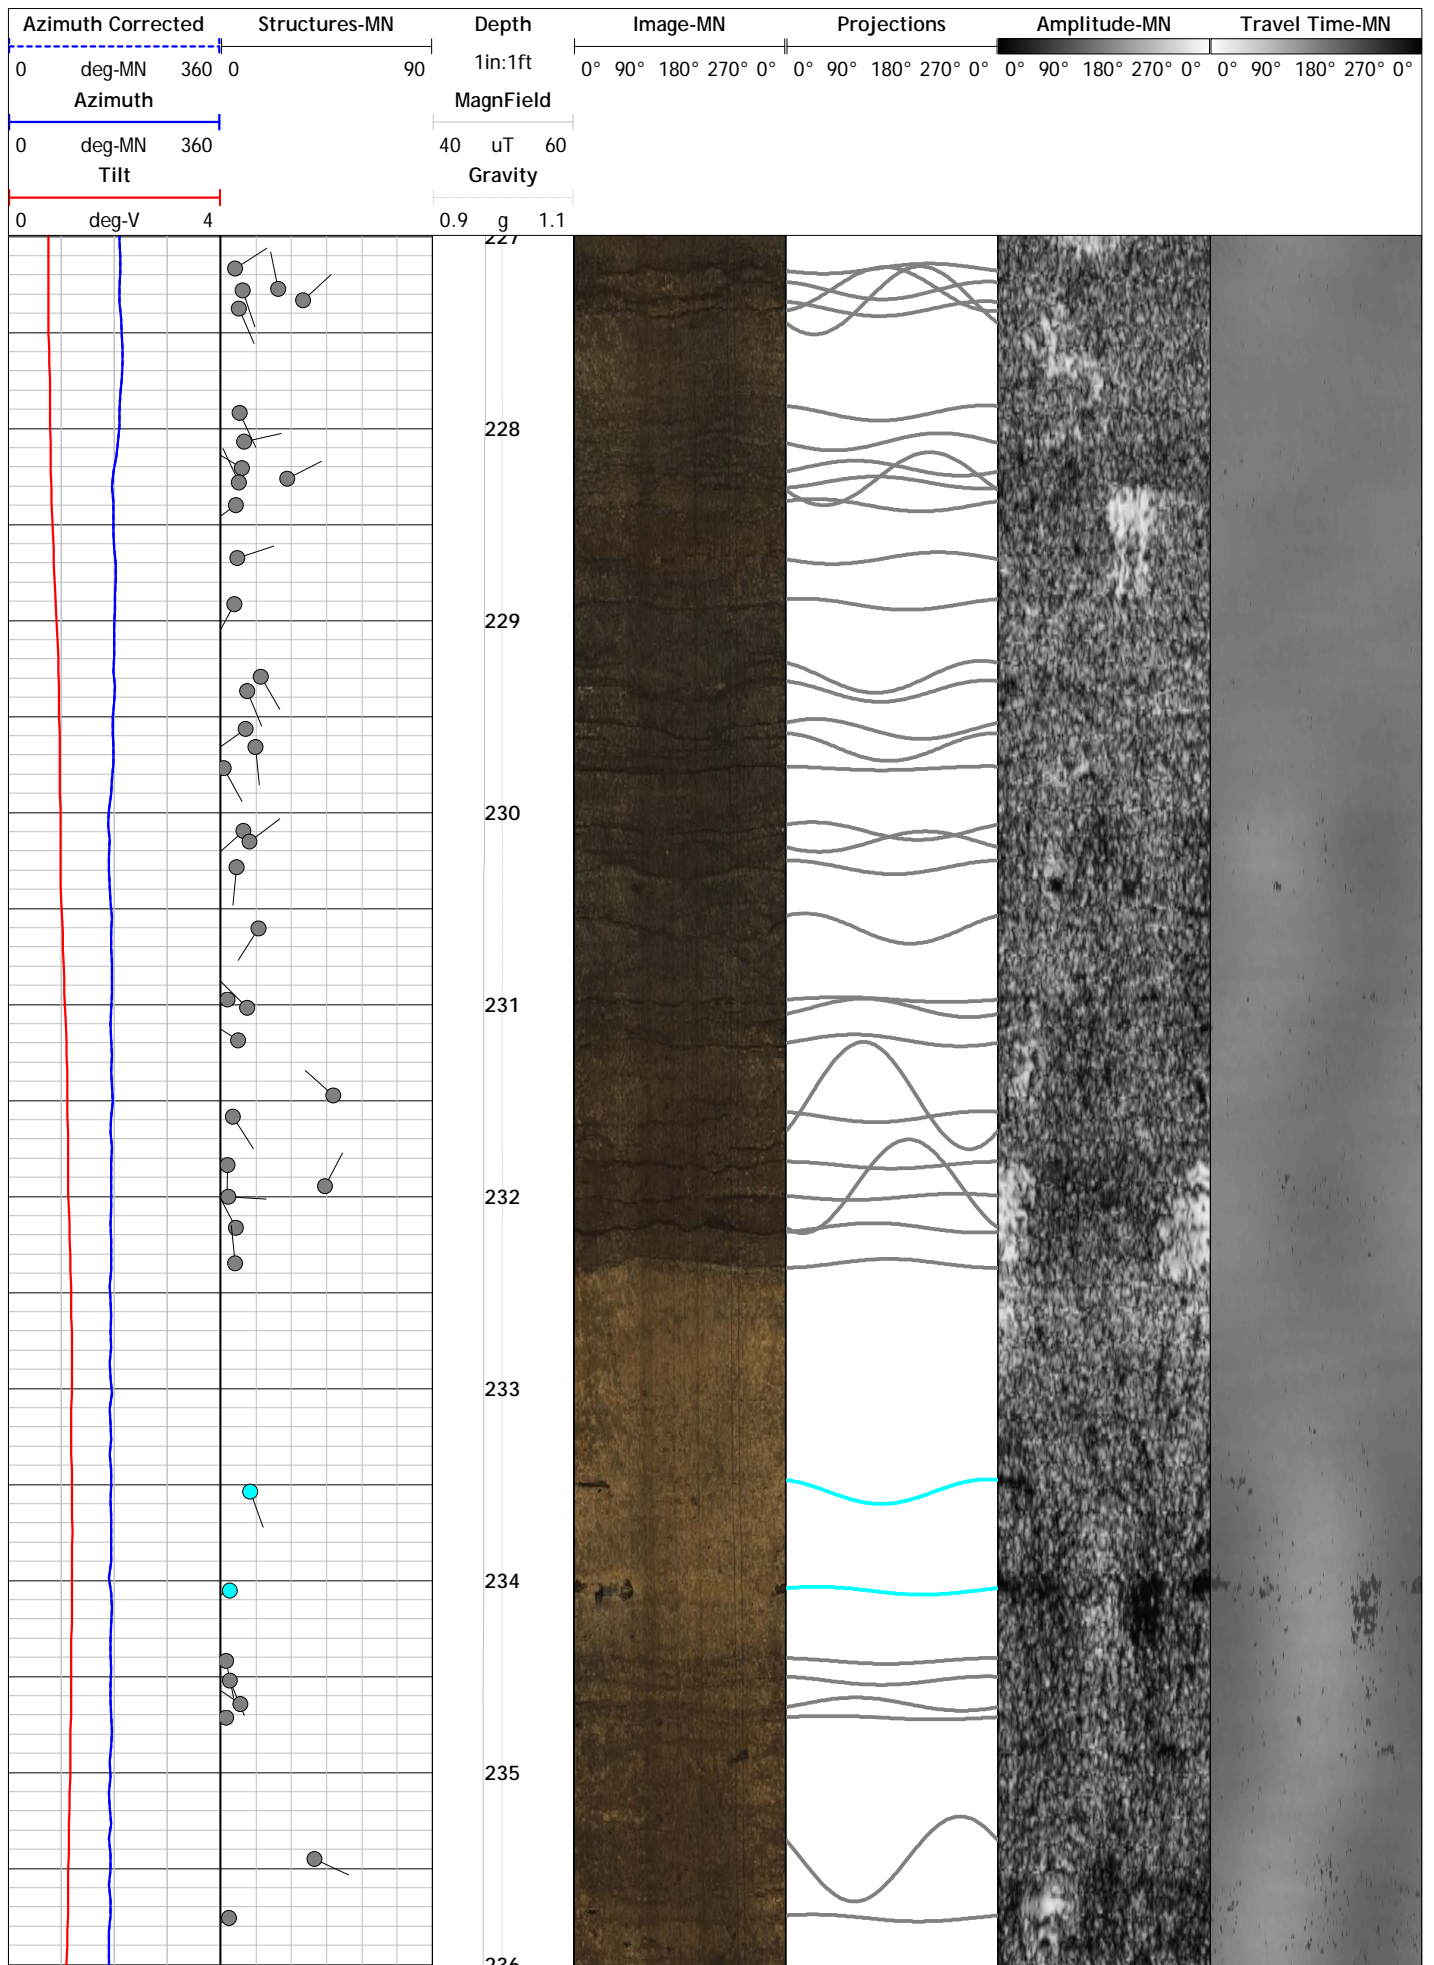 Azimuth Corrected Structures-MN Depth Image-MN Projections Amplitude-MN Travel Time-MN
0 deg-MN 360 0 90 1in:1ft 0° 90° 180° 270° 0° 0° 90° 180° 270° 0° 0° 90° 180° 270° 0° 0° 90° 180° 270° 0°
Azimuth MagnField
0 deg-MN 360 40 uT 60
Tilt Gravity
0 deg-V 4 0.9 g 1.1
227
228
229
230
231
232
233
234
235
236